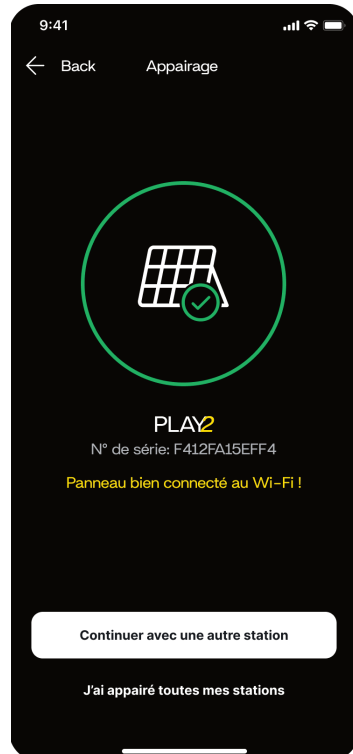 9:41
Back Appairage
PLAY2
N° de série: F412FA15EFF4
Panneau bien connecté au Wi-Fi !
Continuer avec une autre station
J'ai appairé toutes mes stations